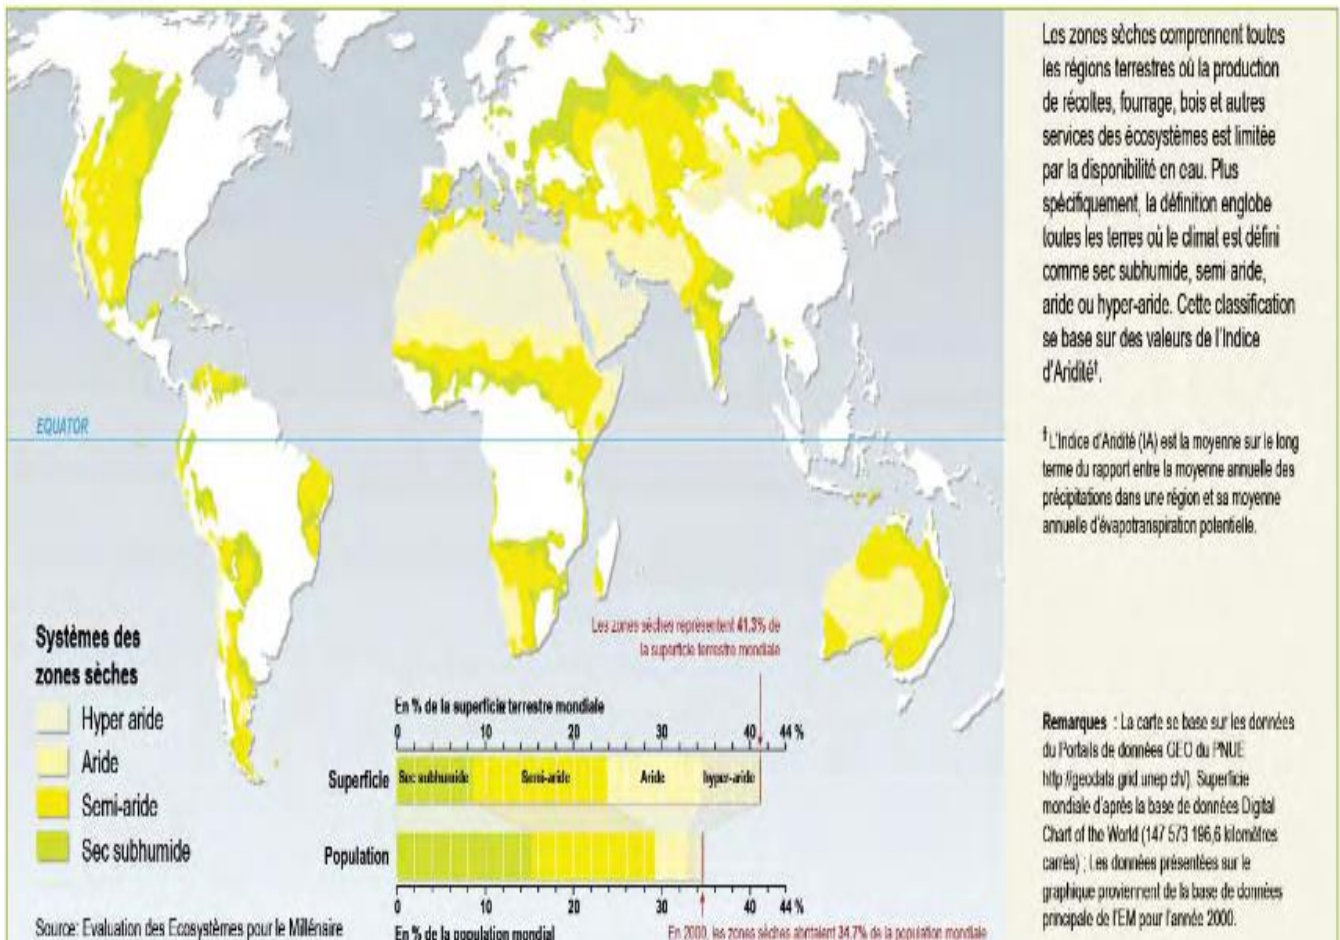 Les zones sèches comprennent toutes
les régions terrestres où la production
de récoltes, fourrage, bois et autres
services des écosystèmes est limitée
par la disponibilité en eau. Plus
spécifiquement, la définition englobe
toutes les terres où le climat est défini
comme sec subhumide, semi aride,
aride ou hyper-aride. Cette classification
se base sur des valeurs de l'Indice
d'Aridité†.
‡ L'Indice d'Aridité (IA) est la moyenne sur le long
terme du rapport entre la moyenne annuelle des
précipitations dans une région et sa moyenne
annuelle d'évapotranspiration potentielle.
EQUATOR
Systèmes des
zones sèches
Hyper aride
Aride
Semi-aride
Sec subhumide
Source: Evaluation des Ecosystèmes pour le Millénaire
Les zones sèches représentent 41,3% de
la superficie terrestre mondiale
En % de la superficie terrestre mondiale
0 10 20 30 40 44 %
Superficie Sec subhumide Semi-aride Aride hyper-aride
Population
0 10 20 30 40 44 %
En % de la population mondial
En 2000, les zones sèches abritaient 34,7% de la population mondiale
Remarques : La carte se base sur les données
du Portails de données GEO du PNUE
http://geodata grid unep ch/). Superficie
mondiale d'après la base de données Digital
Chart of the World (147 573 196,6 kilomètres
carrés) ; Les données présentées sur le
graphique proviennent de la base de données
principale de l'EM pour l'année 2000.